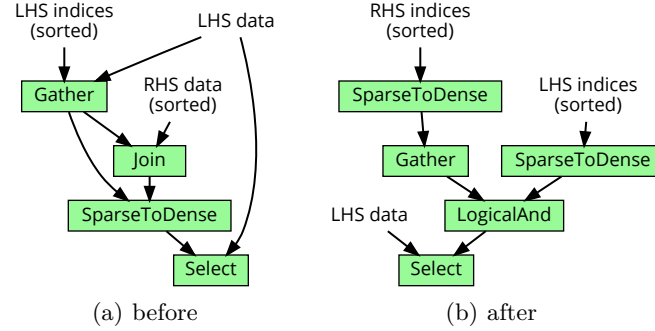 LHS indices
(sorted)
LHS data
Gather
RHS data
(sorted)
Join
SparseToDense
Select
(a) before
RHS indices
(sorted)
SparseToDense
LHS indices
(sorted)
Gather
SparseToDense
LHS data
LogicalAnd
Select
(b) after